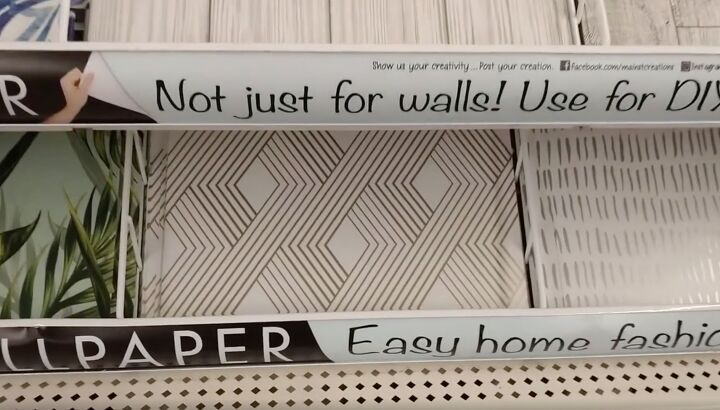 Show us your creativity... Post your creation. facebook.com/mainstcreations
R Not just for walls! Use for DIY
LLPAPER Easy home fashio